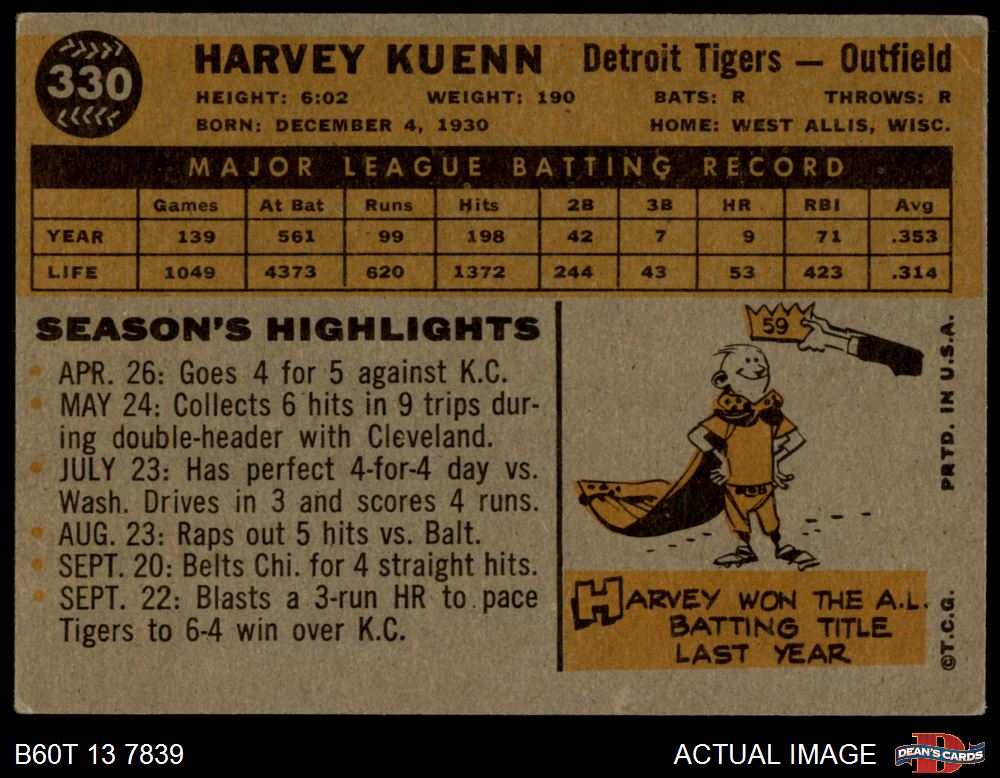 330
HARVEY KUENN Detroit Tigers — Outfield
HEIGHT: 6:02 WEIGHT: 190 BATS: R THROWS: R
BORN: DECEMBER 4, 1930 HOME: WEST ALLIS, WISC.
MAJOR LEAGUE BATTING RECORD
Games At Bat Runs Hits 2B 3B HR RBI Avg
YEAR 139 561 99 198 42 7 9 71 .353
LIFE 1049 4373 620 1372 244 43 53 423 .314
SEASON'S HIGHLIGHTS
APR. 26: Goes 4 for 5 against K.C.
MAY 24: Collects 6 hits in 9 trips dur-
ing double-header with Cleveland.
JULY 23: Has perfect 4-for-4 day vs.
Wash. Drives in 3 and scores 4 runs.
AUG. 23: Raps out 5 hits vs. Balt.
SEPT. 20: Belts Chi. for 4 straight hits.
SEPT. 22: Blasts a 3-run HR to pace
Tigers to 6-4 win over K.C.
59
HARVEY WON THE A.L.
BATTING TITLE
LAST YEAR
PRTD. IN U.S.A.
©T.C.G.
B60T 13 7839
ACTUAL IMAGE
DEAN'S CARDS